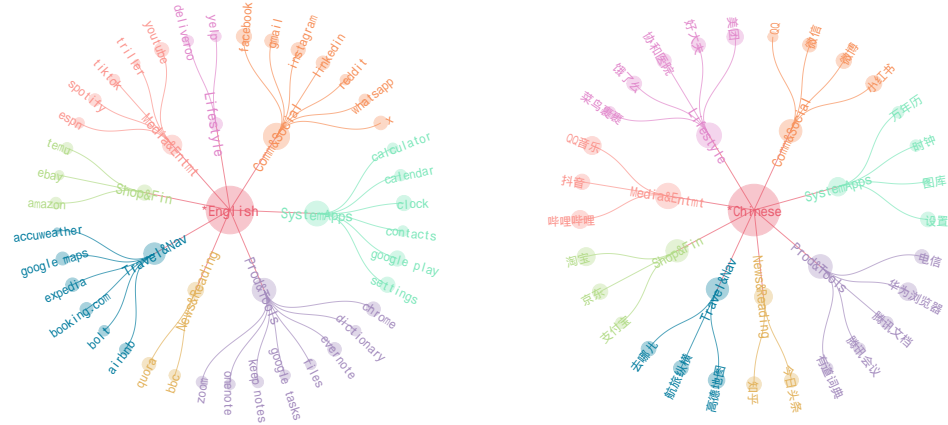 *English
Comm&Social
facebook
gmail
instagram
linkedin
reddit
whatsapp
x
SystemApps
calculator
calendar
clock
contacts
google play
settings
Prod&Tools
chrome
dictionary
evernote
files
google tasks
keep notes
onenote
zoom
News&Reading
bbc
quora
Travel&Nav
airbnb
bolt
booking.com
expedia
google maps
accuweather
Shop&Fin
amazon
ebay
temu
Media&Entmt
espn
spotify
tiktok
triller
youtube
Lifestyle
deliveroo
yelp
*Chinese
Comm&Social
QQ
微信
微博
小红书
SystemApps
万年历
时钟
图库
设置
Prod&Tools
电信
华为浏览器
腾讯文档
腾讯会议
有道词典
News&Reading
今日头条
知乎
Travel&Nav
高德地图
航旅纵横
去哪儿
Shop&Fin
支付宝
京东
淘宝
Media&Entmt
哔哩哔哩
抖音
QQ音乐
Lifestyle
菜鸟裹裹
饿了么
协和医院
好大夫
美团